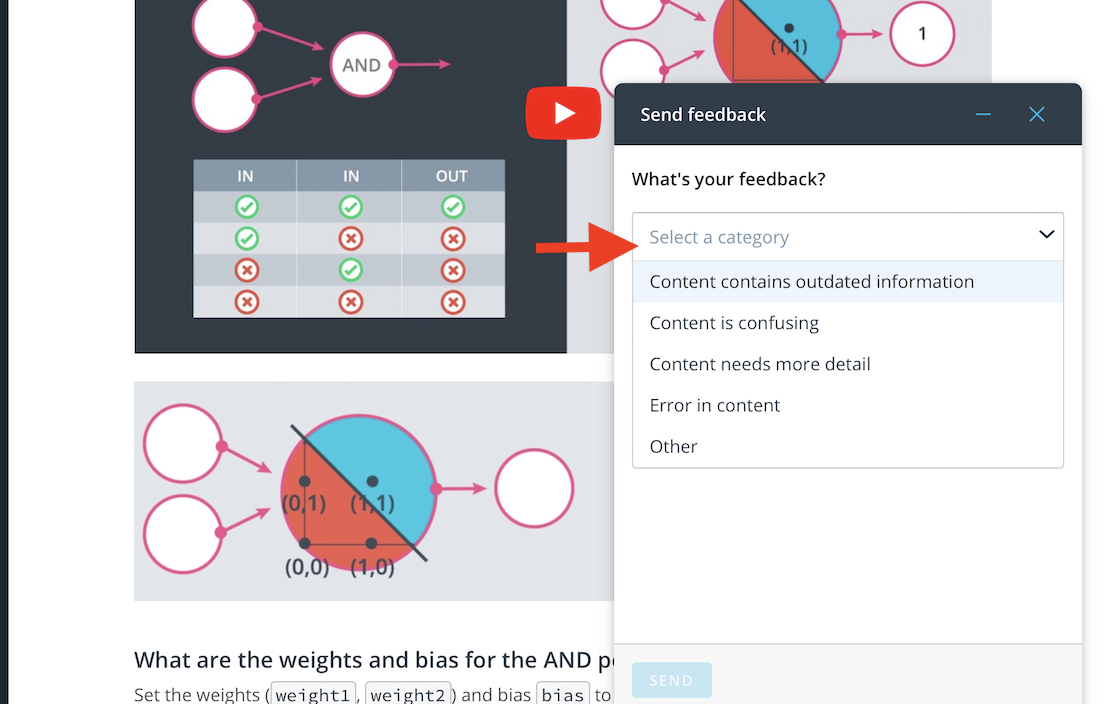 AND
(1,1)
1
IN IN OUT
Send feedback
What's your feedback?
Select a category
Content contains outdated information
Content is confusing
Content needs more detail
Error in content
Other
SEND
(0,1) (1,1)
(0,0) (1,0)
What are the weights and bias for the AND
Set the weights (weight1, weight2) and bias bias to